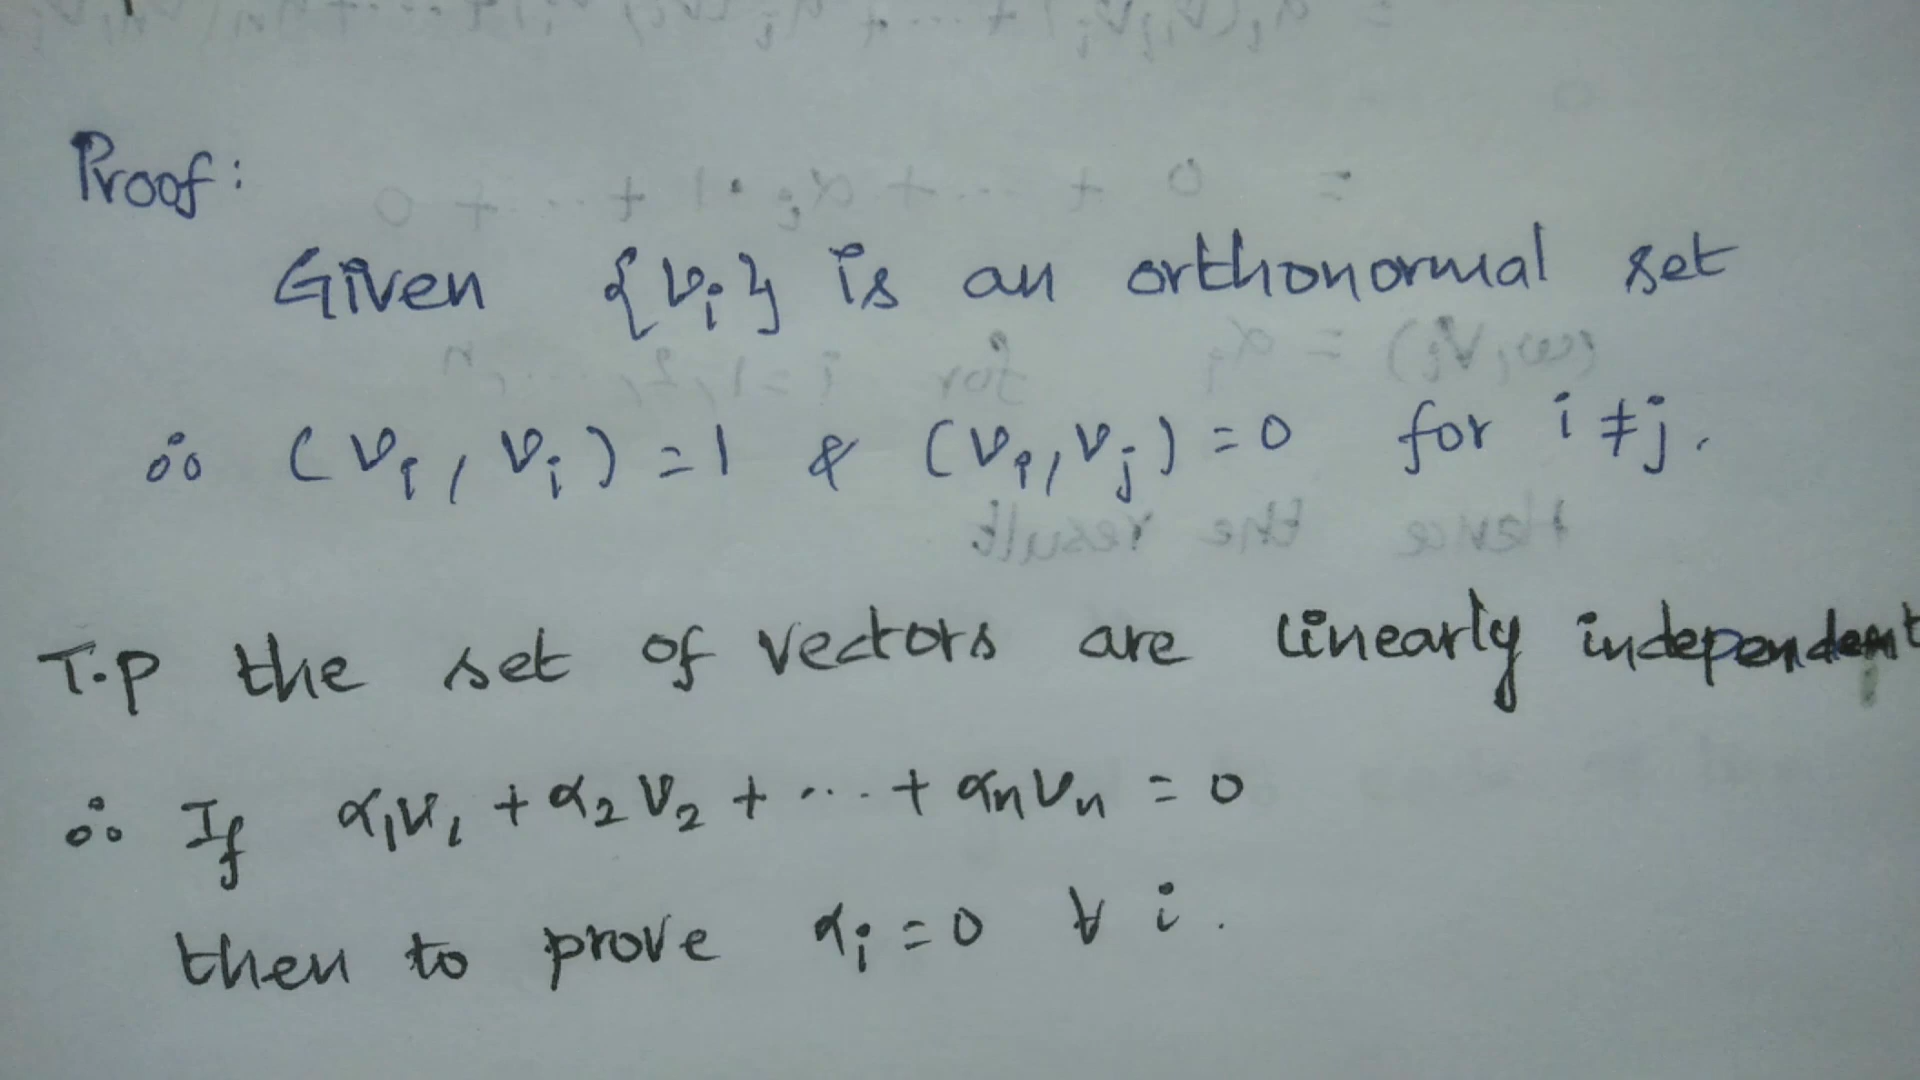 Proof:
Given {vᵢ} is an orthonormal set
∴ (vᵢ, vᵢ) = 1 & (vᵢ, vⱼ) = 0 for i ≠ j.
T.P the set of vectors are linearly independent
∴ If α₁v₁ + α₂v₂ + ... + αₙvₙ = 0
then to prove αᵢ = 0 ∀ i.